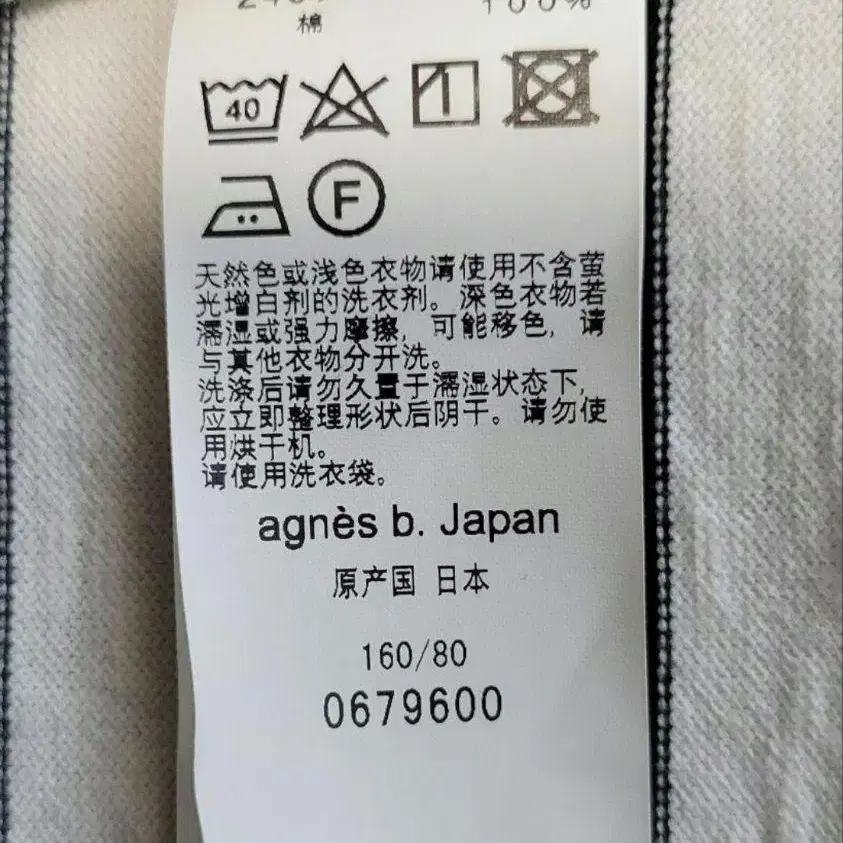 棉 100%
40
F
天然色或浅色衣物请使用不含萤
光增白剂的洗衣剂。深色衣物若
濡湿或强力摩擦，可能移色，请
与其他衣物分开洗。
洗涤后请勿久置于濡湿状态下，
应立即整理形状后阴干。请勿使
用烘干机。
请使用洗衣袋。
agnès b. Japan
原产国 日本
160/80
0679600